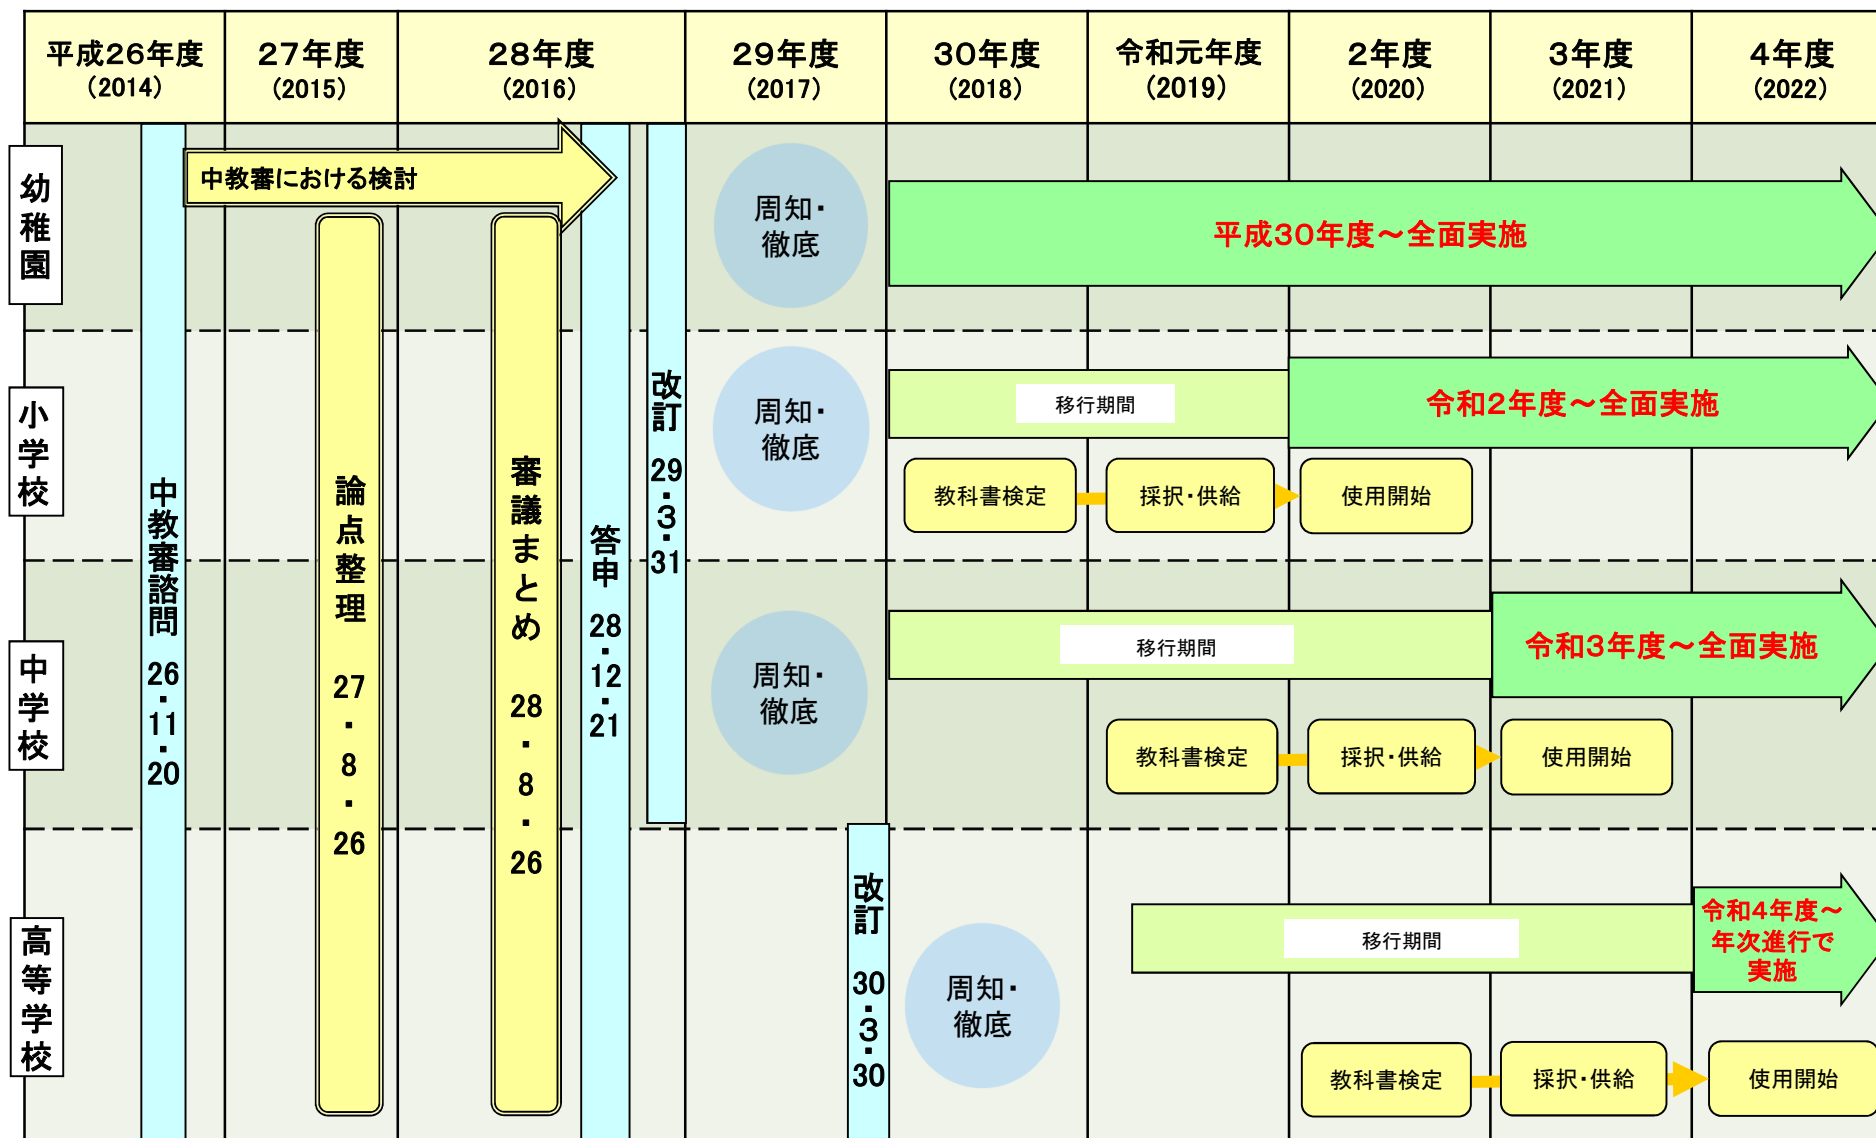 平成26年度
(2014)
27年度
(2015)
28年度
(2016)
29年度
(2017)
30年度
(2018)
令和元年度
(2019)
2年度
(2020)
3年度
(2021)
4年度
(2022)
幼稚園
中教審における検討
周知・
徹底
平成30年度～全面実施
小学校
周知・
徹底
移行期間
令和2年度～全面実施
教科書検定
採択・供給
使用開始
中学校
周知・
徹底
移行期間
令和3年度～全面実施
教科書検定
採択・供給
使用開始
高等学校
周知・
徹底
移行期間
令和4年度～
年次進行で
実施
教科書検定
採択・供給
使用開始
中教審諮問 26・11・20
論点整理 27・8・26
審議まとめ 28・8・26
答申 28・12・21
改訂 29・3・31
改訂 30・3・30